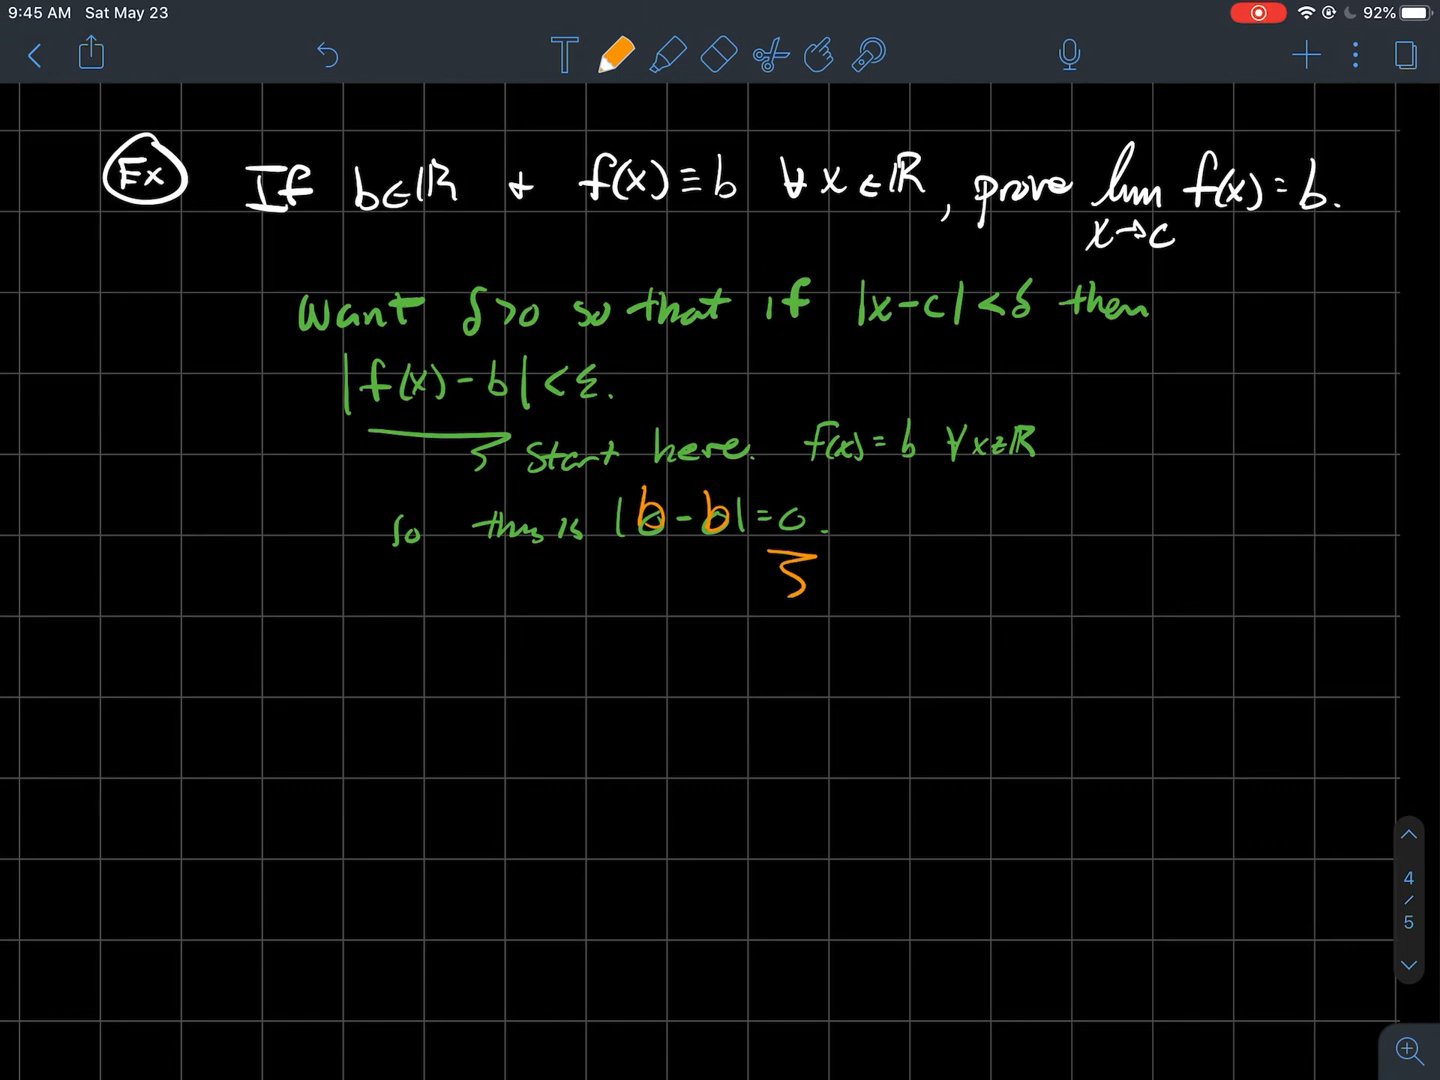 9:45 AM Sat May 23
92%
Ex If b∈ℝ + f(x)≡b ∀x∈ℝ, prove lim f(x)=b.
x→c
Want δ>0 so that if |x-c|<δ then
|f(x)-b|<ε.
start here. f(x)=b ∀x∈ℝ
so this is |b-b|=0.
4
/
5